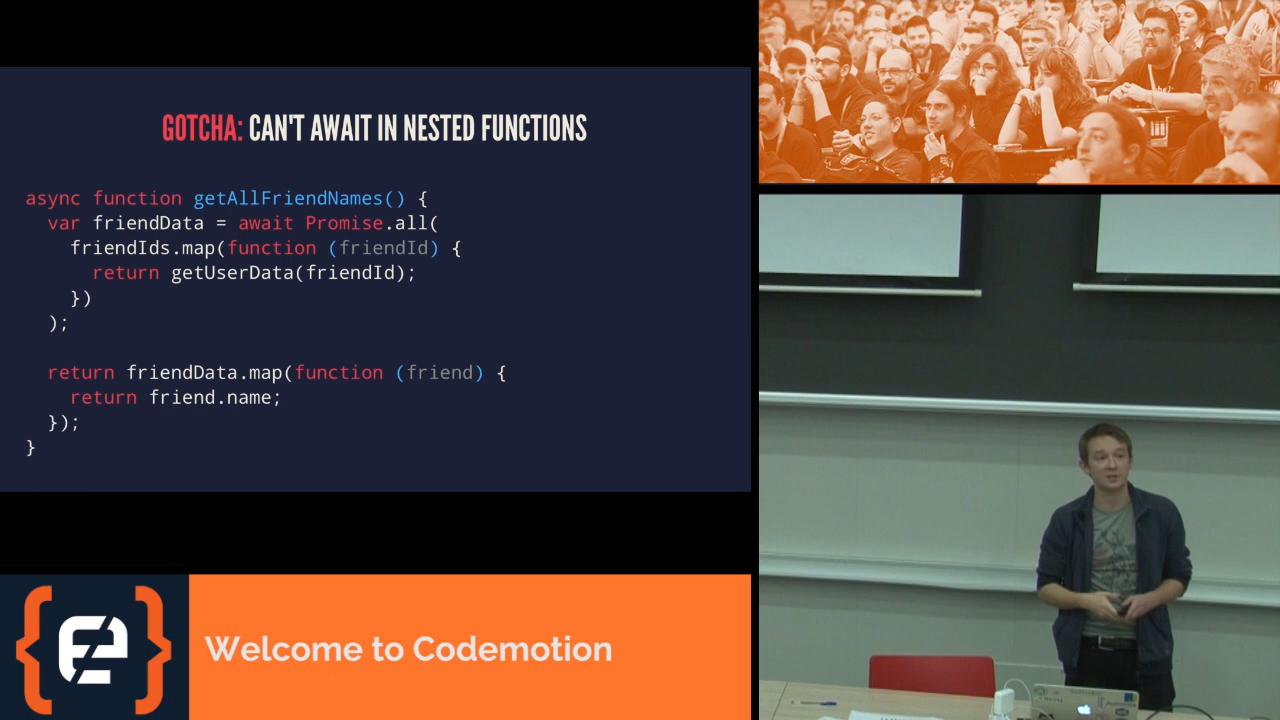 GOTCHA: CAN'T AWAIT IN NESTED FUNCTIONS
async function getAllFriendNames() {
  var friendData = await Promise.all(
    friendIds.map(function (friendId) {
      return getUserData(friendId);
    })
  );
  return friendData.map(function (friend) {
    return friend.name;
  });
}
Welcome to Codemotion